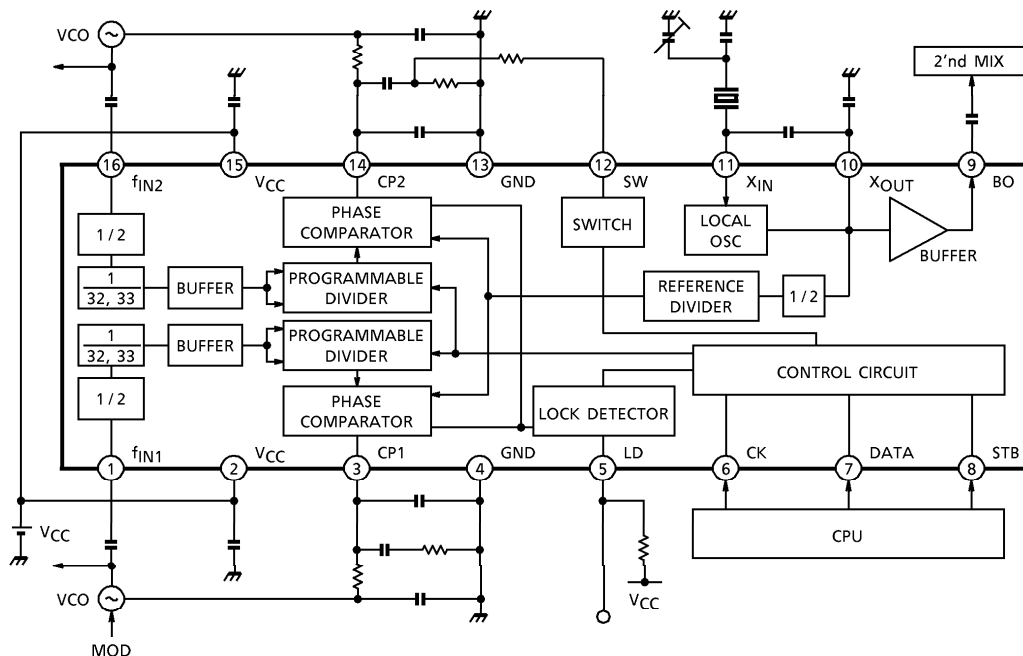 VCO
2'nd MIX
16
15
14
13
12
11
10
9
fIN2
VCC
CP2
GND
SW
XIN
XOUT
BO
1/2
PHASE
COMPARATOR
SWITCH
LOCAL
OSC
BUFFER
1
32, 33
BUFFER
PROGRAMMABLE
DIVIDER
REFERENCE
DIVIDER
1/2
1
32, 33
BUFFER
PROGRAMMABLE
DIVIDER
CONTROL CIRCUIT
1/2
PHASE
COMPARATOR
LOCK DETECTOR
fIN1
VCC
CP1
GND
LD
CK
DATA
STB
1
2
3
4
5
6
7
8
VCC
CPU
VCC
VCO
MOD